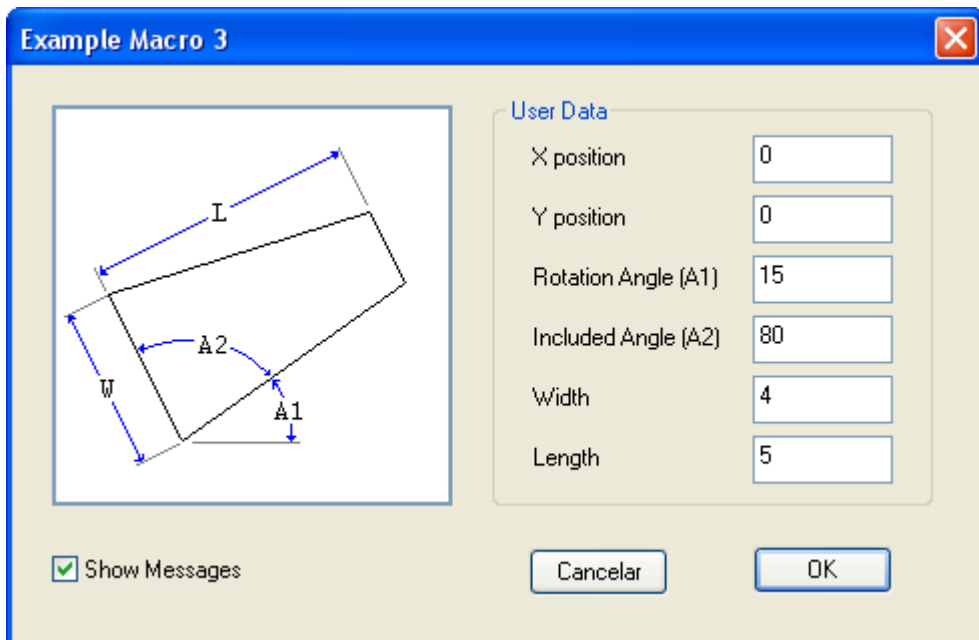 Example Macro 3
L
A2
W
A1
User Data
X position 0
Y position 0
Rotation Angle (A1) 15
Included Angle (A2) 80
Width 4
Length 5
Show Messages
Cancelar
OK